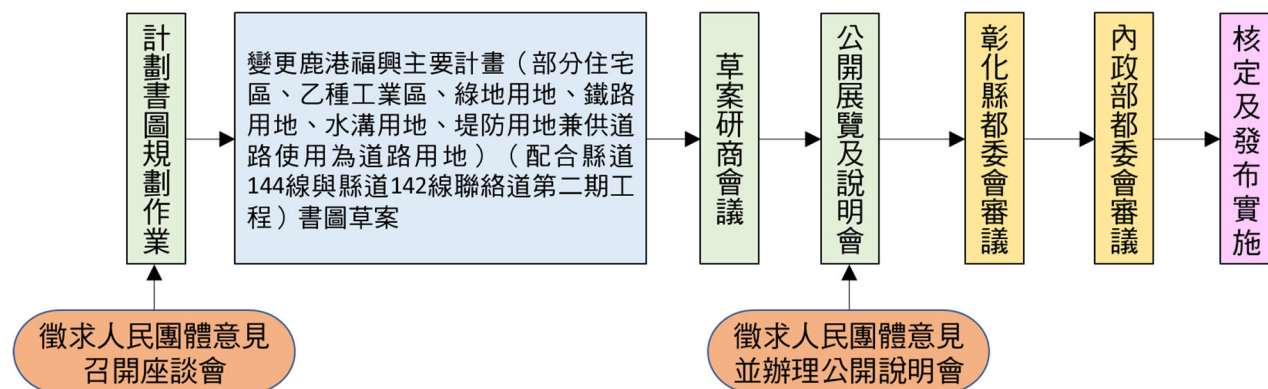 計劃書圖規劃作業
變更鹿港福興主要計畫（部分住宅
區、乙種工業區、綠地用地、鐵路
用地、水溝用地、堤防用地兼供道
路使用為道路用地）（配合縣道
144線與縣道142線聯絡道第二期工
程）書圖草案
草案研商會議
公開展覽及說明會
彰化縣都委會審議
內政部都委會審議
核定及發布實施
徵求人民團體意見
召開座談會
徵求人民團體意見
並辦理公開說明會